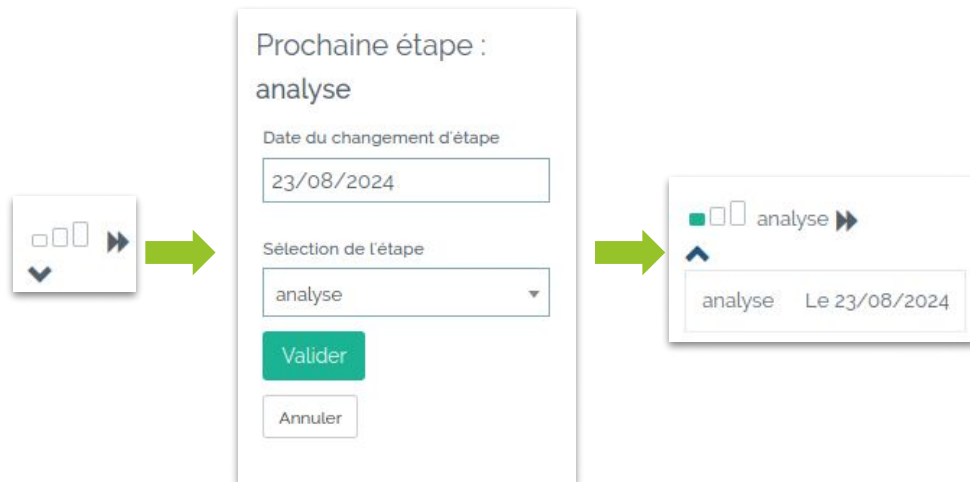 Prochaine étape :
analyse
Date du changement d'étape
23/08/2024
Sélection de l'étape
analyse
Valider
Annuler
analyse
analyse Le 23/08/2024